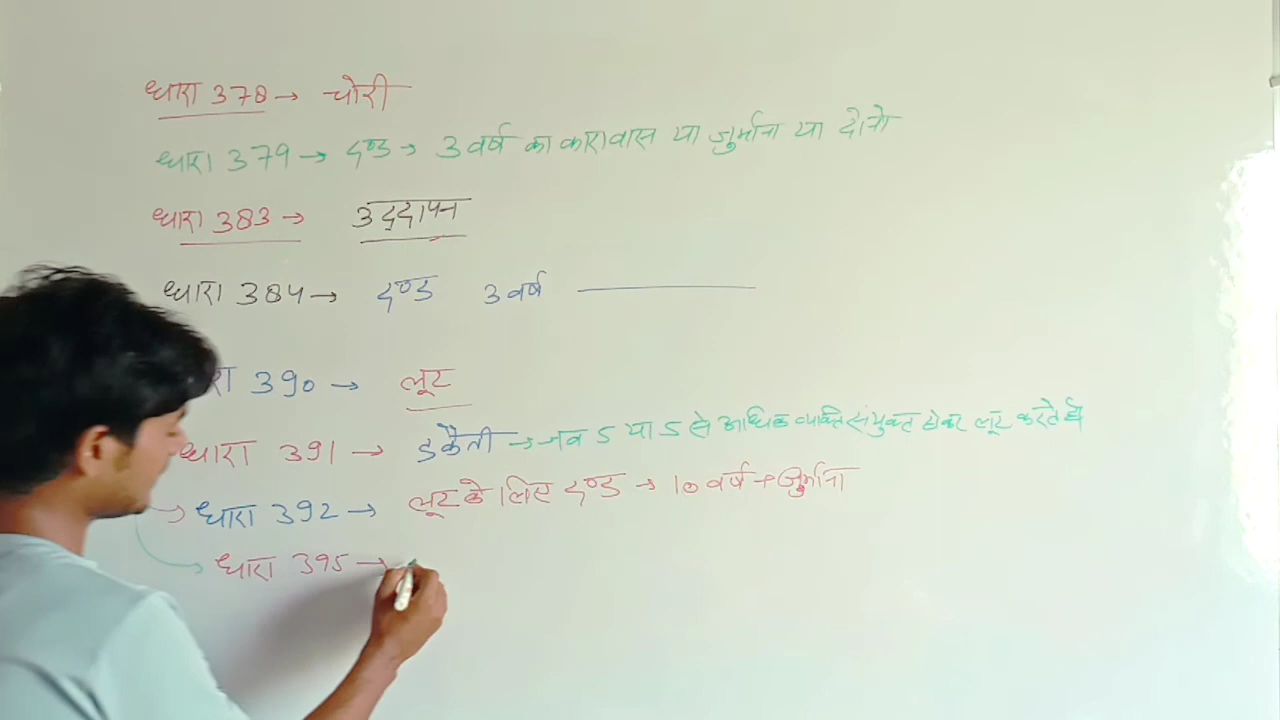 धारा 378 → चोरी
धारा 379 → दण्ड → 3 वर्ष का कारावास या जुर्माना या दोनो
धारा 383 → उददापन
धारा 384 → दण्ड 3 वर्ष
रा 390 → लूट
धारा 391 → डकैती → जब 5 या 5 से अधिक व्यक्ति संयुक्त होकर लूट करते है
धारा 392 → लूट के लिए दण्ड → 10 वर्ष + जुर्माना
धारा 395 →